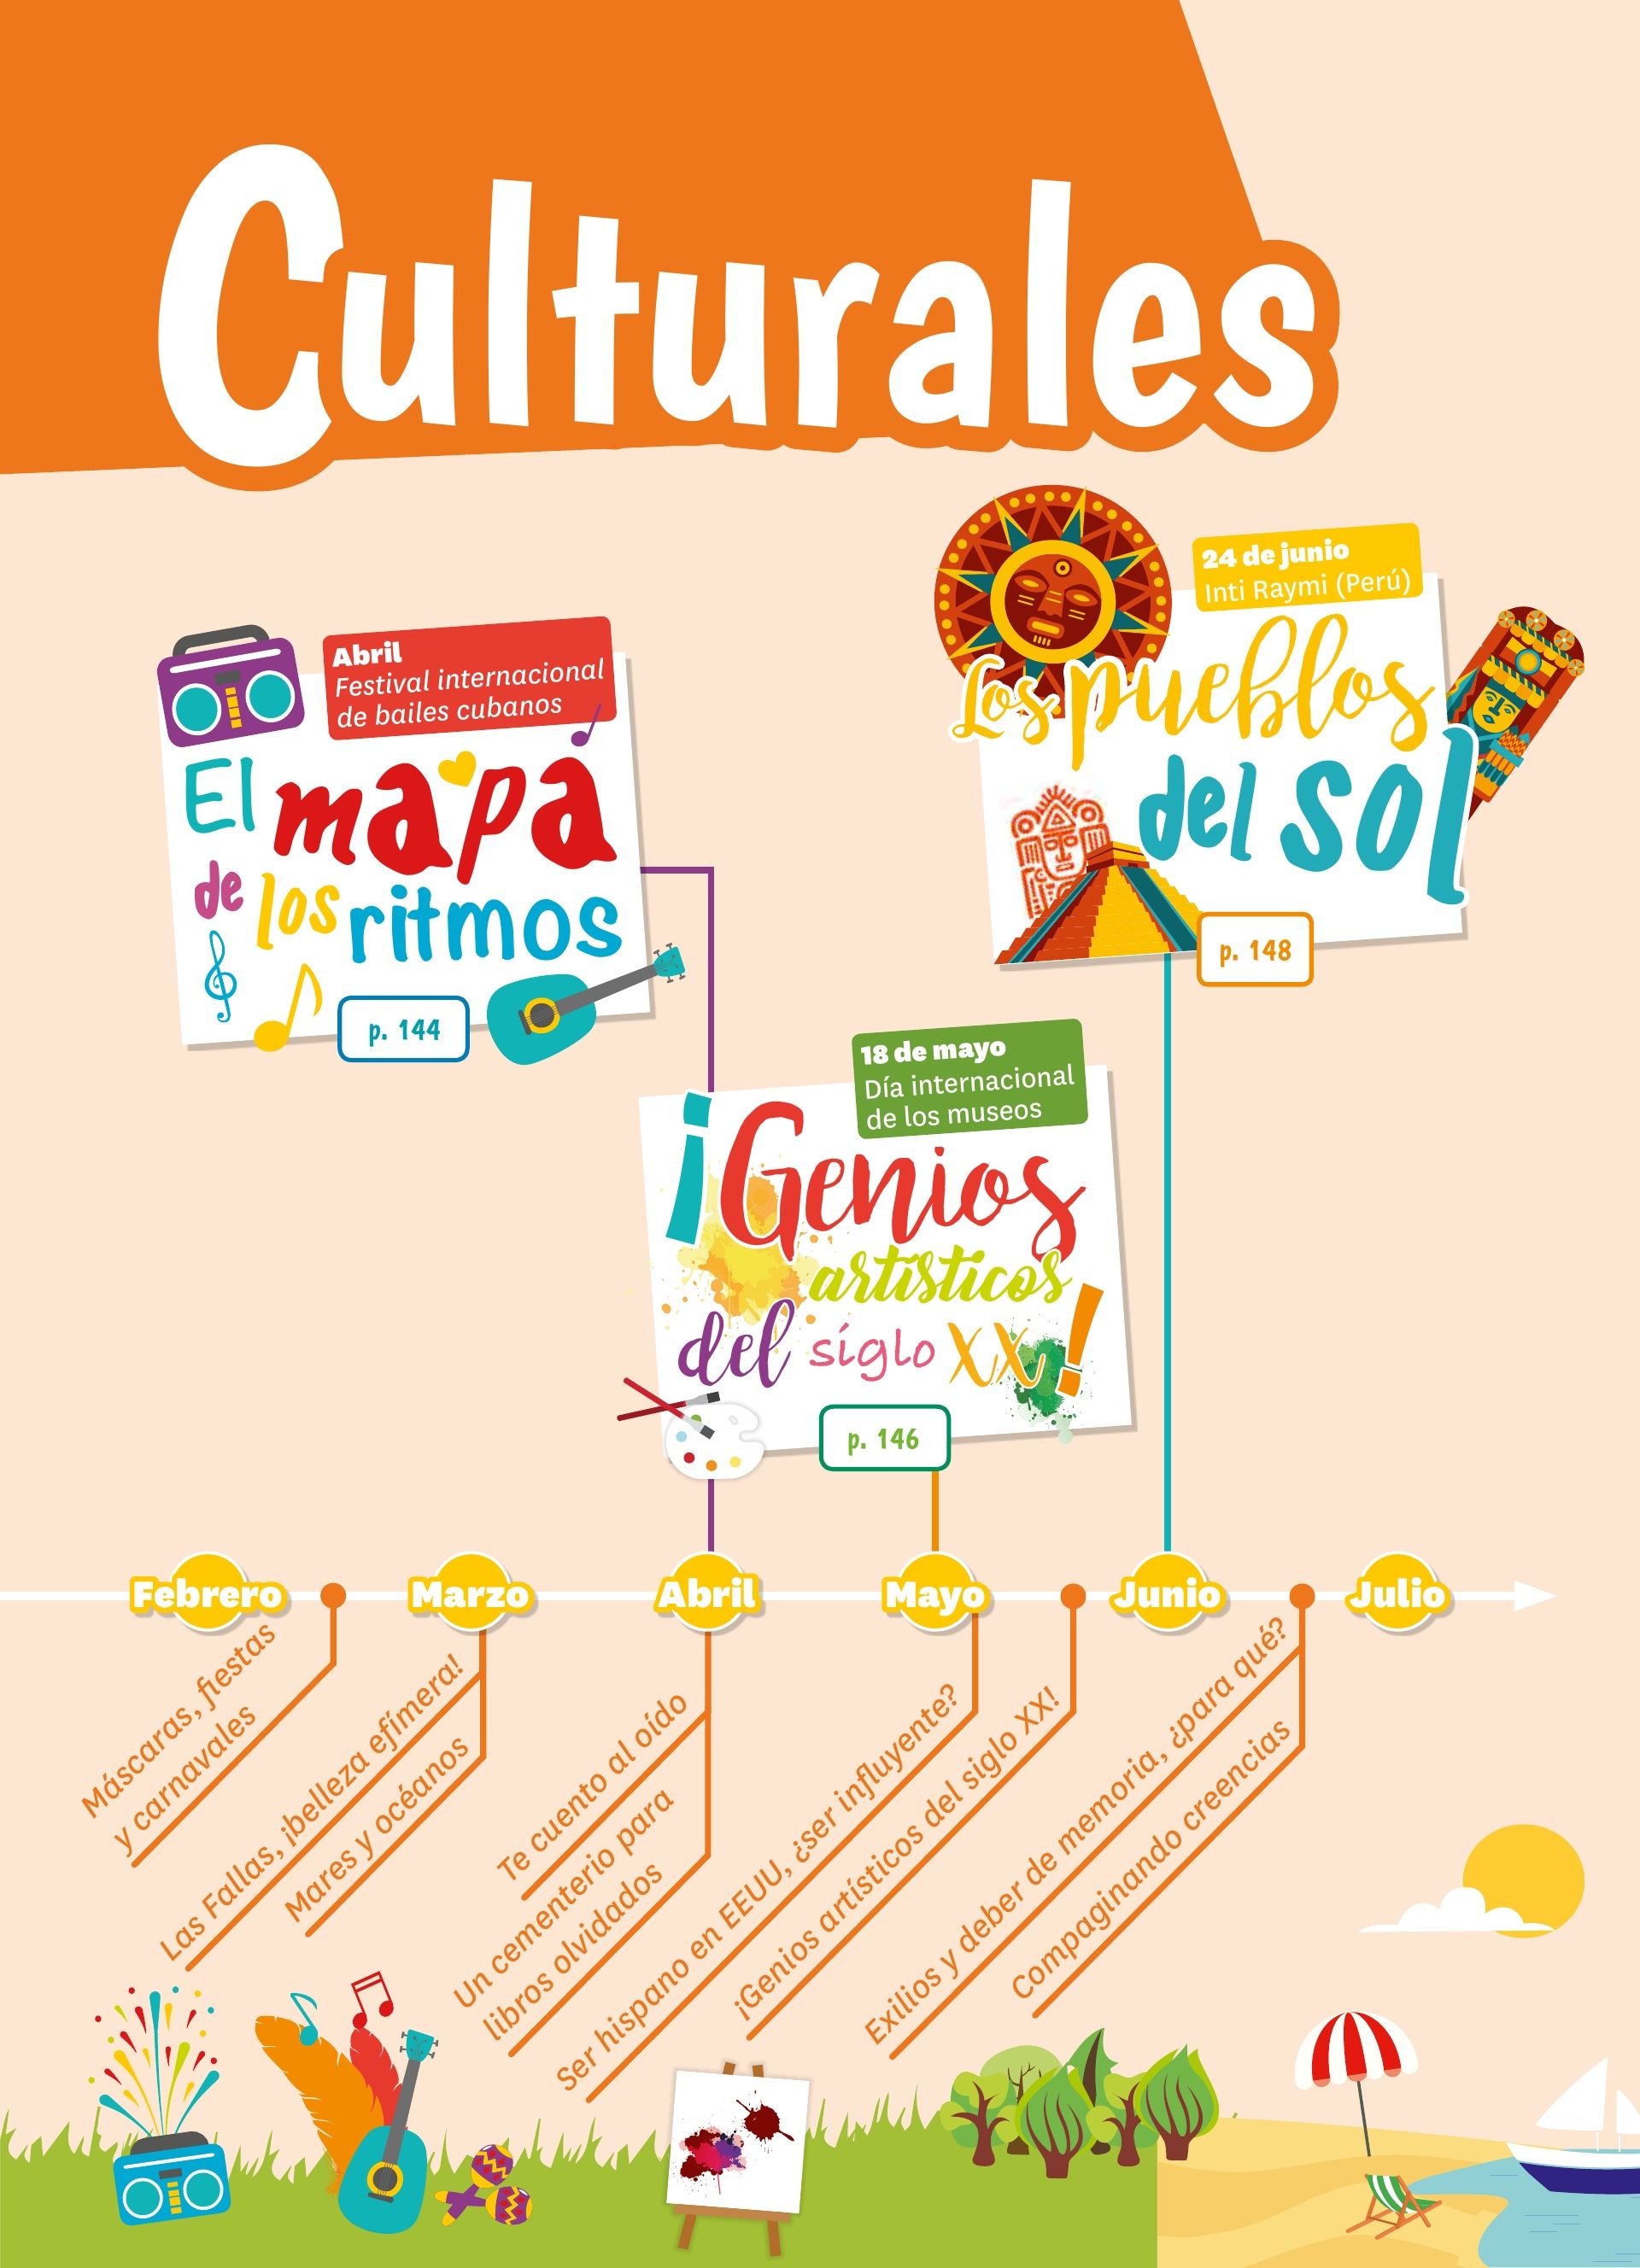 Culturales
Abril
Festival internacional
de bailes cubanos
El mapa
de los ritmos
p. 144
24 de junio
Inti Raymi (Perú)
Los pueblos
del sol
p. 148
18 de mayo
Día internacional
de los museos
¡Genios
artísticos
del siglo XX!
p. 146
Febrero
Marzo
Abril
Mayo
Junio
Julio
Máscaras, fiestas
y carnavales
Las Fallas, ¡belleza efímera!
Mares y océanos
Te cuento al oído
Un cementerio para
libros olvidados
Ser hispano en EEUU, ¿ser influyente?
¡Genios artísticos del siglo XX!
Exilios y deber de memoria, ¿para qué?
Compaginando creencias